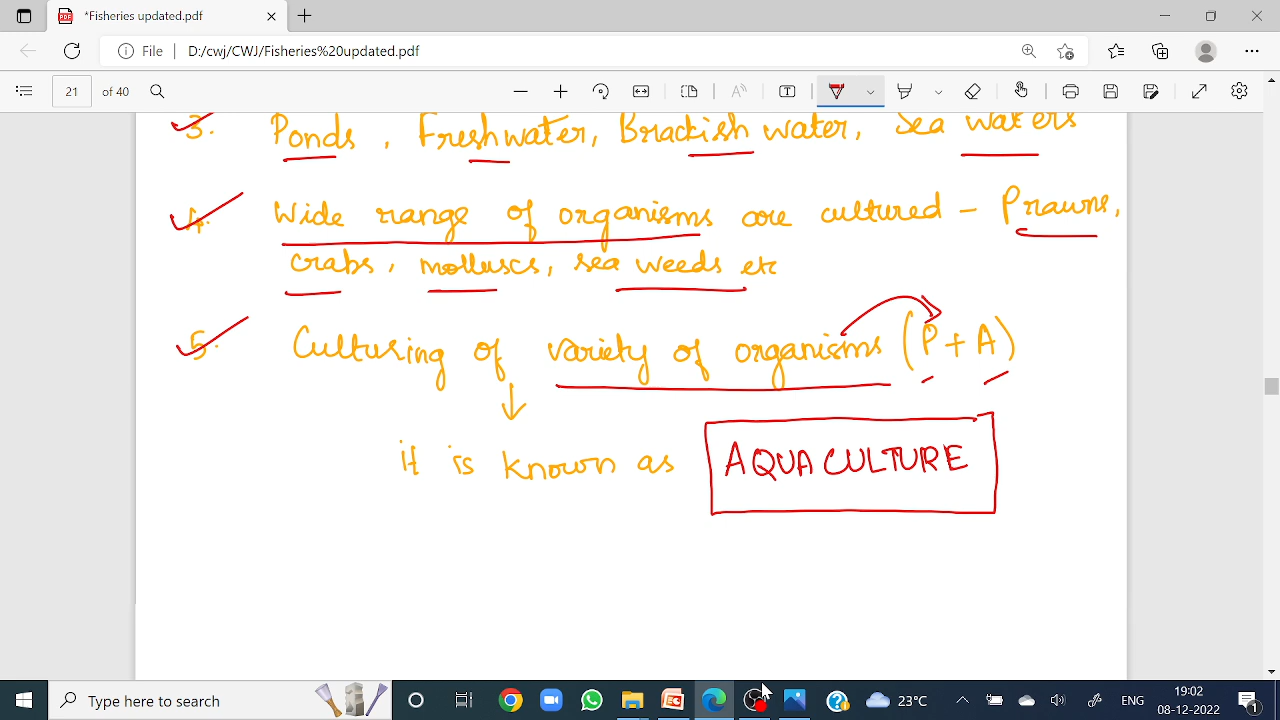 *Fisheries updated.pdf
File D:/cwj/CWJ/Fisheries%20updated.pdf
21 of 40
3. Ponds, Freshwater, Brackish water, Sea waters
4. Wide range of organisms are cultured - Prawns,
crabs, molluscs, sea weeds etc
5. Culturing of variety of organisms (P+A)
it is known as AQUACULTURE
Type here to search
23°C
ENG
19:02
08-12-2022
1